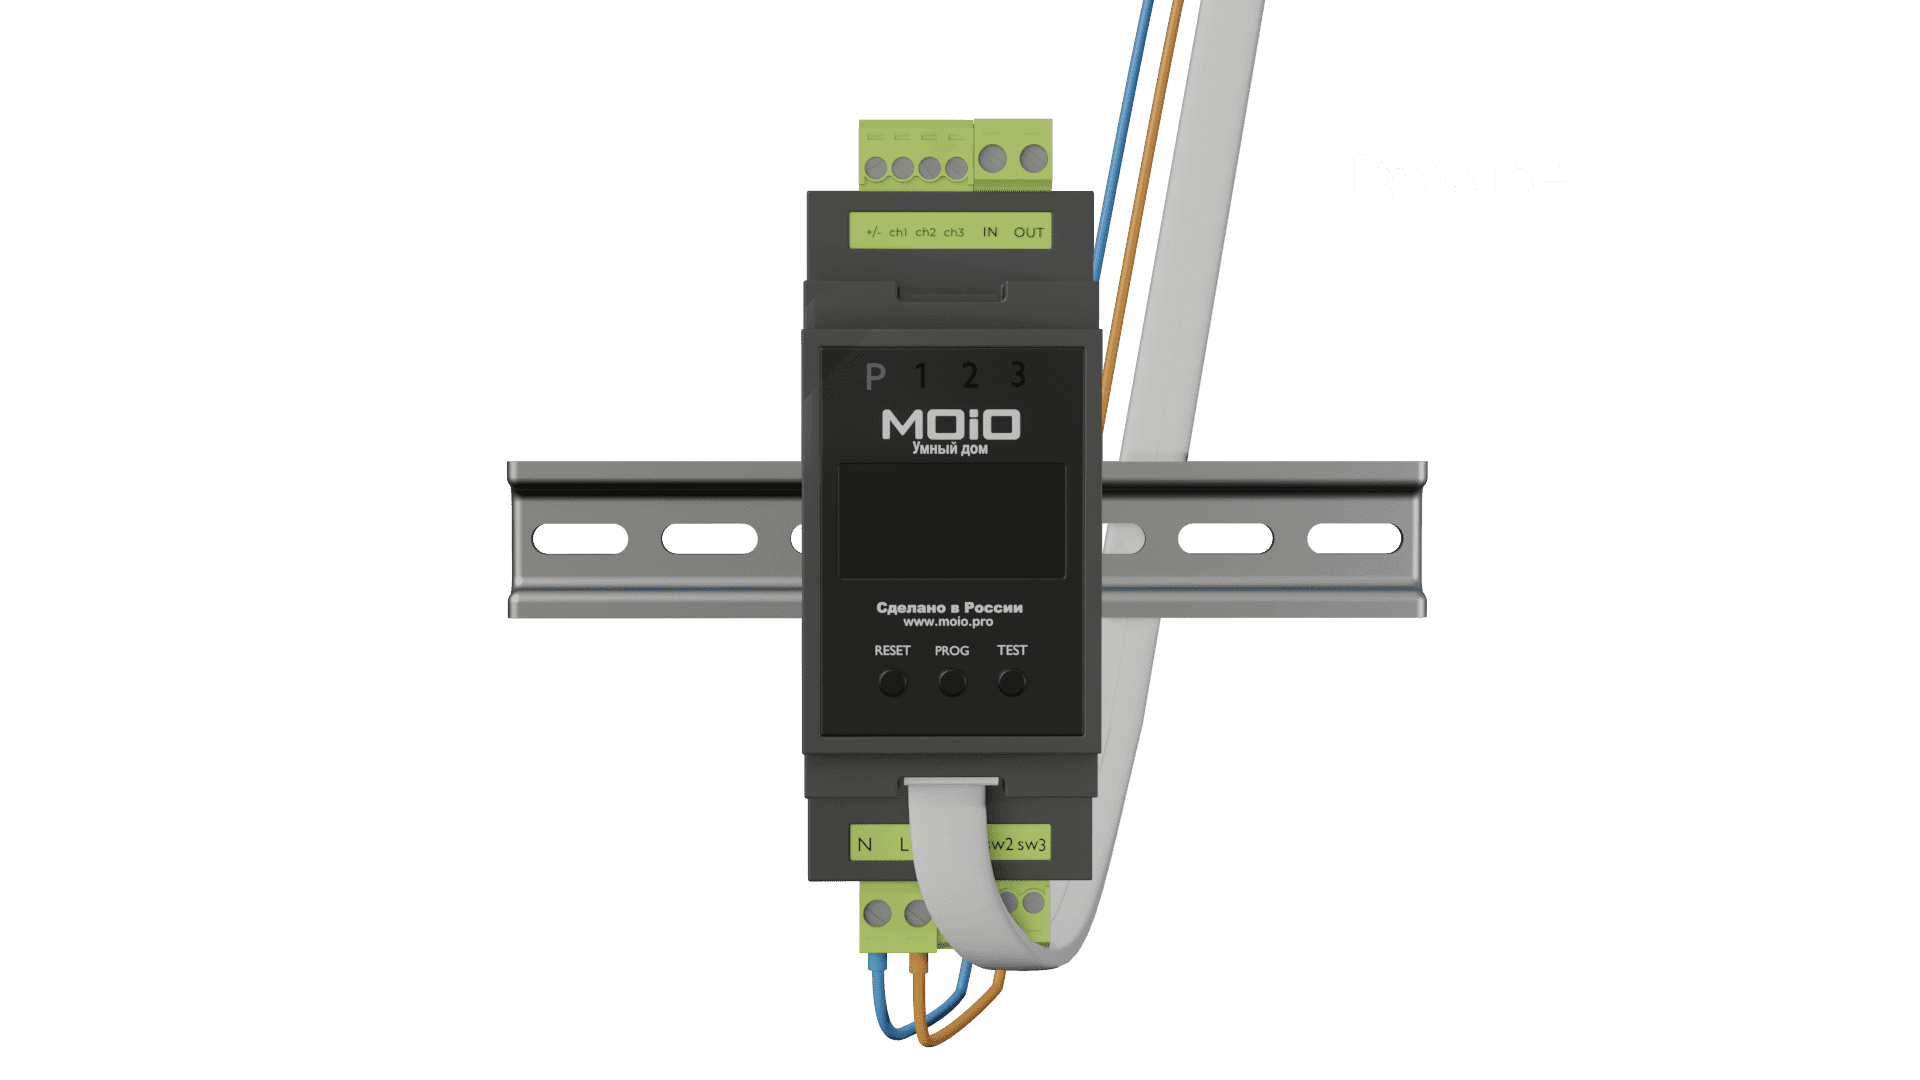 +/- ch1 ch2 ch3 IN OUT
P 1 2 3
MOiO
Умный дом
Сделано в России
www.moio.pro
RESET PROG TEST
N L sw2 sw3